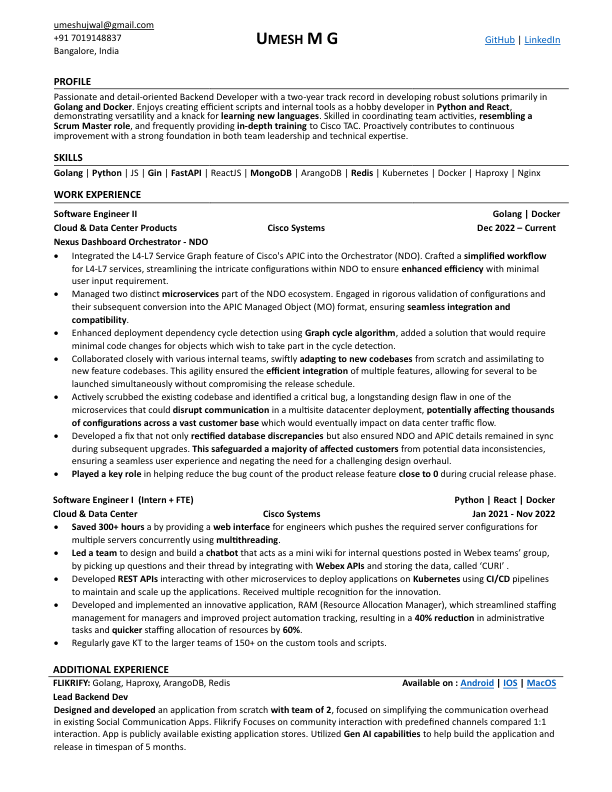 umeshujwal@gmail.com
+91 7019148837
Bangalore, India
UMESH M G
GitHub | LinkedIn
PROFILE
Passionate and detail-oriented Backend Developer with a two-year track record in developing robust solutions primarily in
Golang and Docker. Enjoys creating efficient scripts and internal tools as a hobby developer in Python and React,
demonstrating versatility and a knack for learning new languages. Skilled in coordinating team activities, resembling a
Scrum Master role, and frequently providing in-depth training to Cisco TAC. Proactively contributes to continuous
improvement with a strong foundation in both team leadership and technical expertise.
SKILLS
Golang | Python | JS | Gin | FastAPI | ReactJS | MongoDB | ArangoDB | Redis | Kubernetes | Docker | Haproxy | Nginx
WORK EXPERIENCE
Software Engineer II Golang | Docker
Cloud & Data Center Products Cisco Systems Dec 2022 – Current
Nexus Dashboard Orchestrator - NDO
• Integrated the L4-L7 Service Graph feature of Cisco's APIC into the Orchestrator (NDO). Crafted a simplified workflow
for L4-L7 services, streamlining the intricate configurations within NDO to ensure enhanced efficiency with minimal
user input requirement.
• Managed two distinct microservices part of the NDO ecosystem. Engaged in rigorous validation of configurations and
their subsequent conversion into the APIC Managed Object (MO) format, ensuring seamless integration and
compatibility.
• Enhanced deployment dependency cycle detection using Graph cycle algorithm, added a solution that would require
minimal code changes for objects which wish to take part in the cycle detection.
• Collaborated closely with various internal teams, swiftly adapting to new codebases from scratch and assimilating to
new feature codebases. This agility ensured the efficient integration of multiple features, allowing for several to be
launched simultaneously without compromising the release schedule.
• Actively scrubbed the existing codebase and identified a critical bug, a longstanding design flaw in one of the
microservices that could disrupt communication in a multisite datacenter deployment, potentially affecting thousands
of configurations across a vast customer base which would eventually impact on data center traffic flow.
• Developed a fix that not only rectified database discrepancies but also ensured NDO and APIC details remained in sync
during subsequent upgrades. This safeguarded a majority of affected customers from potential data inconsistencies,
ensuring a seamless user experience and negating the need for a challenging design overhaul.
• Played a key role in helping reduce the bug count of the product release feature close to 0 during crucial release phase.
Software Engineer I (Intern + FTE) Python | React | Docker
Cloud & Data Center Cisco Systems Jan 2021 - Nov 2022
• Saved 300+ hours a by providing a web interface for engineers which pushes the required server configurations for
multiple servers concurrently using multithreading.
• Led a team to design and build a chatbot that acts as a mini wiki for internal questions posted in Webex teams’ group,
by picking up questions and their thread by integrating with Webex APIs and storing the data, called ‘CURI’ .
• Developed REST APIs interacting with other microservices to deploy applications on Kubernetes using CI/CD pipelines
to maintain and scale up the applications. Received multiple recognition for the innovation.
• Developed and implemented an innovative application, RAM (Resource Allocation Manager), which streamlined staffing
management for managers and improved project automation tracking, resulting in a 40% reduction in administrative
tasks and quicker staffing allocation of resources by 60%.
• Regularly gave KT to the larger teams of 150+ on the custom tools and scripts.
ADDITIONAL EXPERIENCE
FLIKRIFY: Golang, Haproxy, ArangoDB, Redis Available on : Android | IOS | MacOS
Lead Backend Dev
Designed and developed an application from scratch with team of 2, focused on simplifying the communication overhead
in existing Social Communication Apps. Flikrify Focuses on community interaction with predefined channels compared 1:1
interaction. App is publicly available existing application stores. Utilized Gen AI capabilities to help build the application and
release in timespan of 5 months.